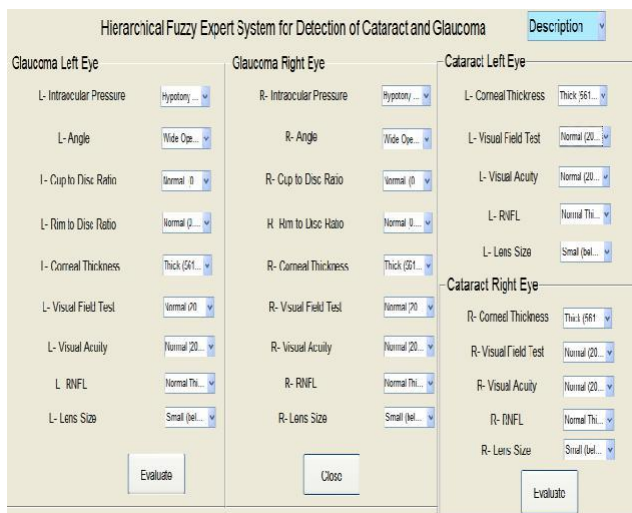 Hierarchical Fuzzy Expert System for Detection of Cataract and Glaucoma
Description
Glaucoma Left Eye
L- Intraocular Pressure
Hypotony ...
L- Angle
Wide Ope...
L- Cup to Disc Ratio
Normal (0
L- Rim to Disc Ratio
Normal (0...
L- Corneal Thickness
Thick (561...
L- Visual Field Test
Normal (20
L- Visual Acuity
Normal (20...
L RNFL
Normal Thi...
L- Lens Size
Small (bel...
Evaluate
Glaucoma Right Eye
R- Intraocular Pressure
Hypotony ...
R- Angle
Wide Ope...
R- Cup to Disc Ratio
Normal (0
R Rim to Disc Ratio
Normal (0...
R- Corneal Thickness
Thick (561...
R- Visual Field Test
Normal (20
R- Visual Acuity
Normal (20...
R- RNFL
Normal Thi...
R- Lens Size
Small (bel...
Close
Cataract Left Eye
L- Corneal Thickness
Thick (561...
L- Visual Field Test
Normal (20...
L- Visual Acuity
Normal (20...
L- RNFL
Normal Thi...
L- Lens Size
Small (bel...
Cataract Right Eye
R- Corneal Thickness
Thick (561
R- Visual Field Test
Normal (20...
R- Visual Acuity
Normal (20...
R- RNFL
Normal Thi...
R- Lens Size
Small (bel...
Evaluate